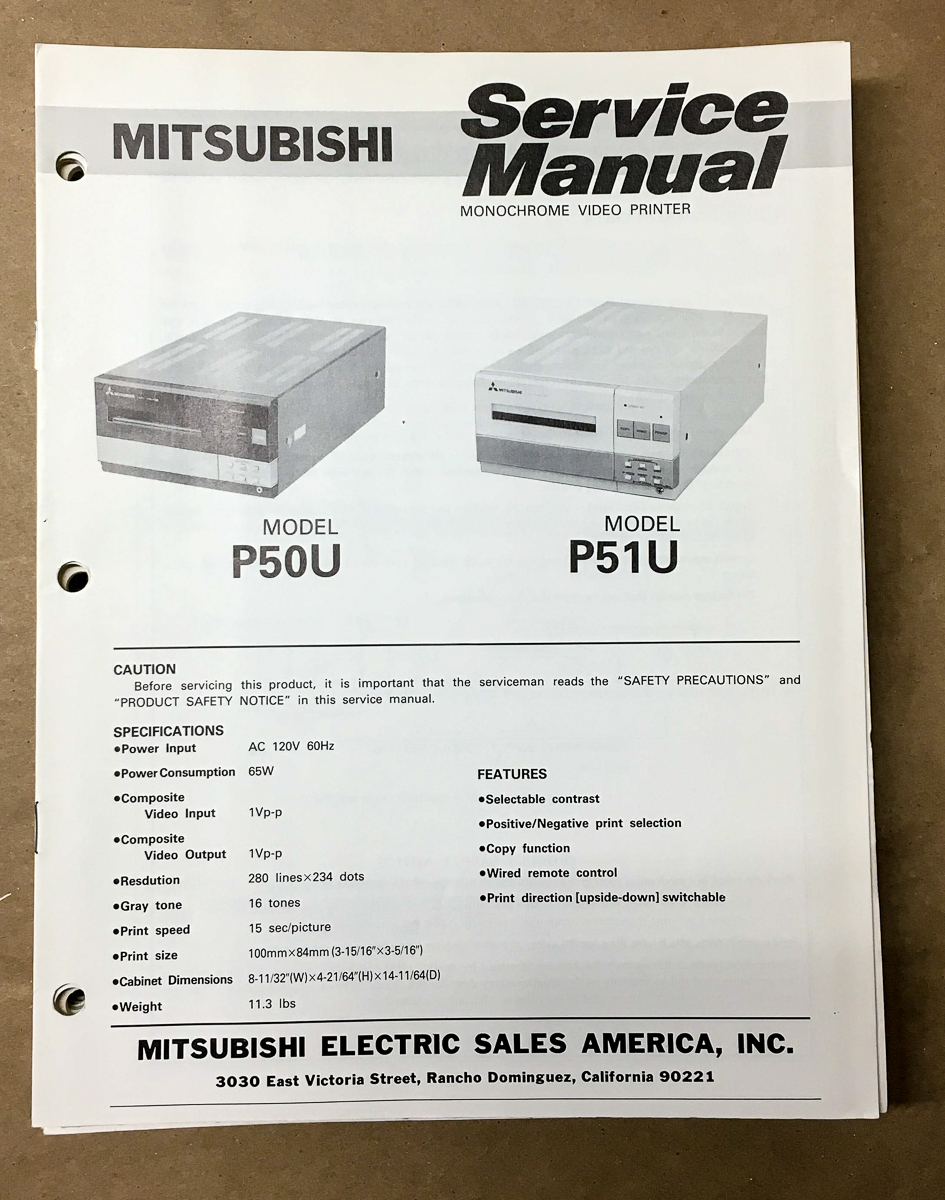 MITSUBISHI
Service
Manual
MONOCHROME VIDEO PRINTER
MITSUBISHI
MODEL
P50U
MODEL
P51U
CAUTION
Before servicing this product, it is important that the serviceman reads the “SAFETY PRECAUTIONS” and
“PRODUCT SAFETY NOTICE” in this service manual.
SPECIFICATIONS
●Power Input AC 120V 60Hz
●Power Consumption 65W
●Composite
Video Input 1Vp-p
●Composite
Video Output 1Vp-p
●Resdution 280 lines×234 dots
●Gray tone 16 tones
●Print speed 15 sec/picture
●Print size 100mm×84mm (3-15/16"×3-5/16")
●Cabinet Dimensions 8-11/32"(W)×4-21/64"(H)×14-11/64(D)
●Weight 11.3 lbs
FEATURES
●Selectable contrast
●Positive/Negative print selection
●Copy function
●Wired remote control
●Print direction [upside-down] switchable
MITSUBISHI ELECTRIC SALES AMERICA, INC.
3030 East Victoria Street, Rancho Dominguez, California 90221